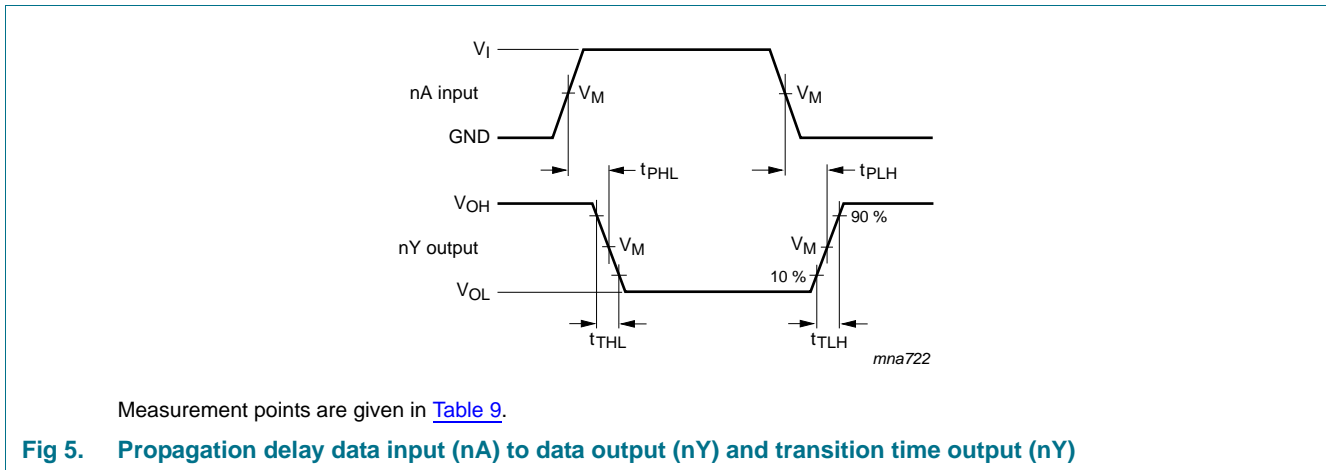 VI
nA input
VM
VM
GND
tPHL
tPLH
VOH
90 %
nY output
VM
VM
10 %
VOL
tTHL
tTLH
mna722
Measurement points are given in Table 9.
Fig 5. Propagation delay data input (nA) to data output (nY) and transition time output (nY)